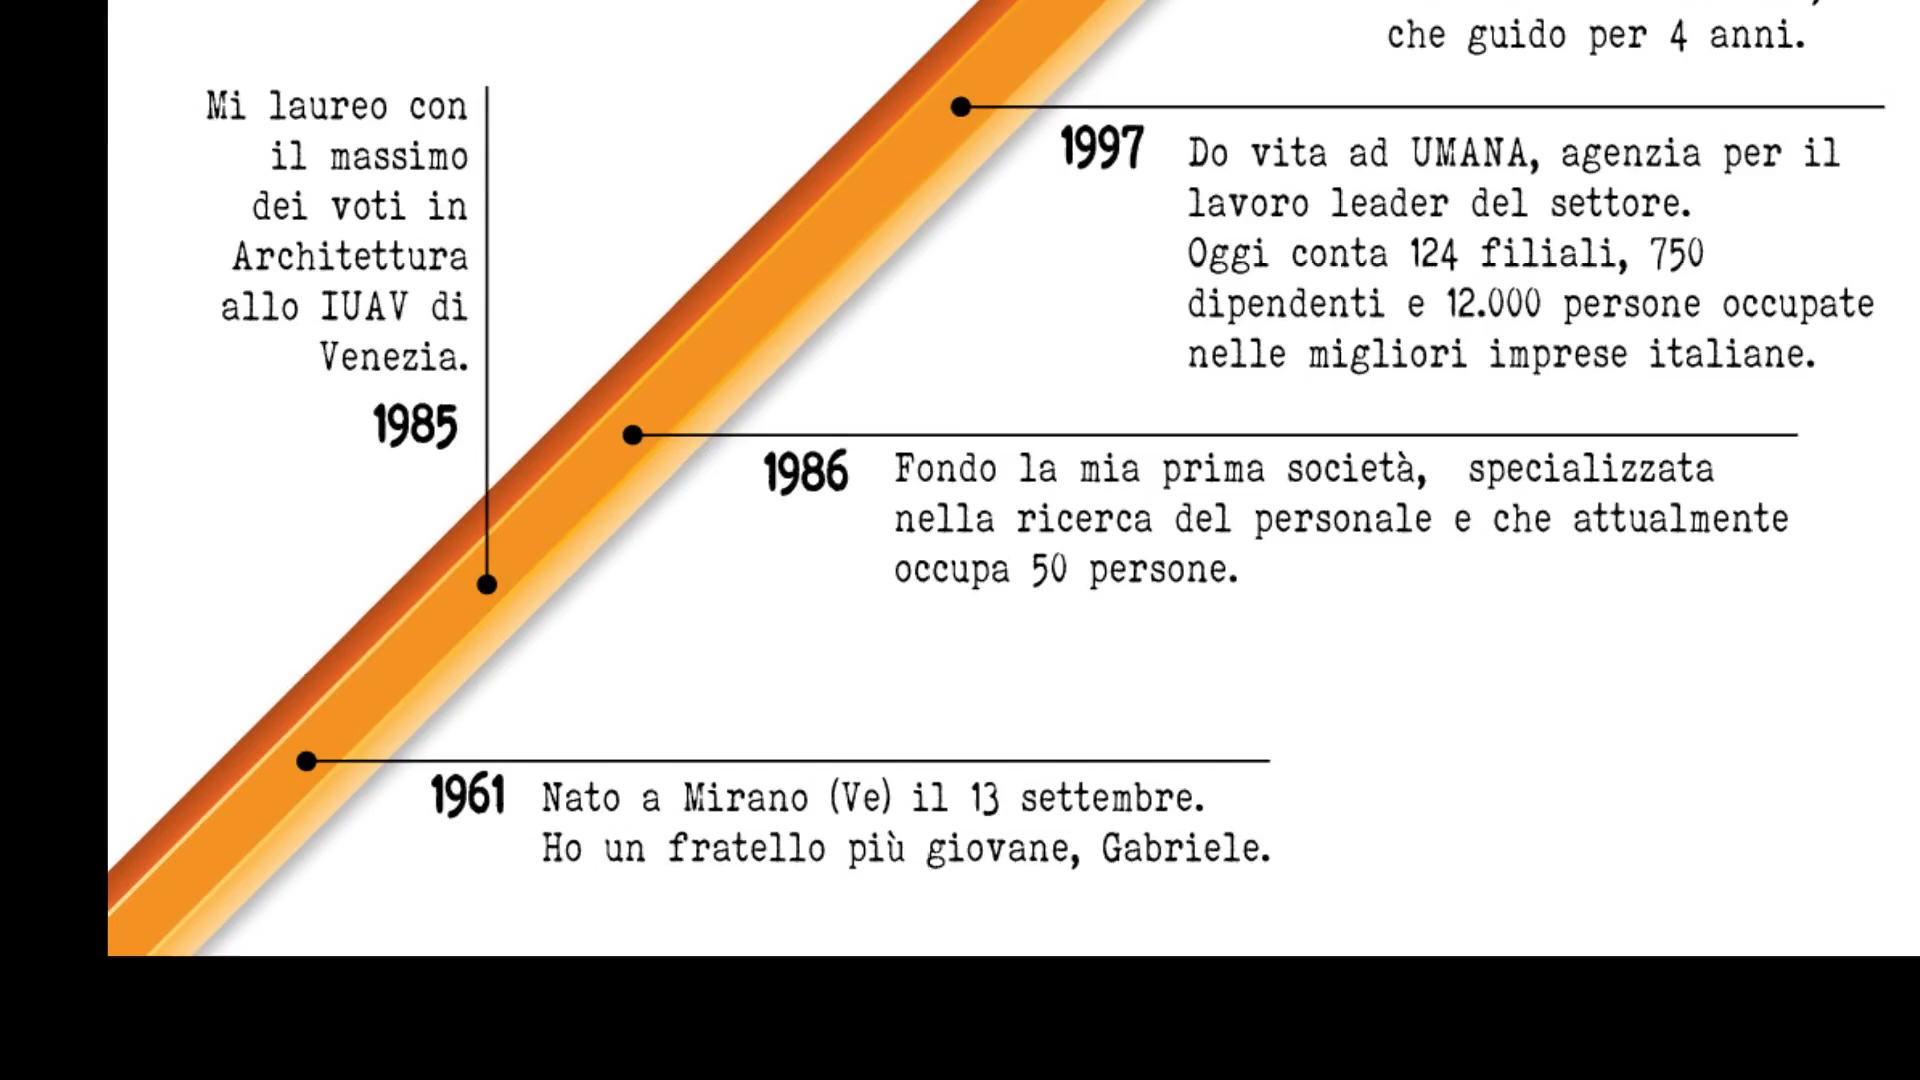 che guido per 4 anni.
Mi laureo con
il massimo
dei voti in
Architettura
allo IUAV di
Venezia.
1985
1997 Do vita ad UMANA, agenzia per il
lavoro leader del settore.
Oggi conta 124 filiali, 750
dipendenti e 12.000 persone occupate
nelle migliori imprese italiane.
1986 Fondo la mia prima società, specializzata
nella ricerca del personale e che attualmente
occupa 50 persone.
1961 Nato a Mirano (Ve) il 13 settembre.
Ho un fratello più giovane, Gabriele.